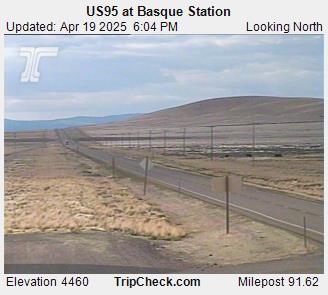 US95 at Basque Station
Updated: Apr 19 2025 6:04 PM Looking North
Elevation 4460 TripCheck.com Milepost 91.62